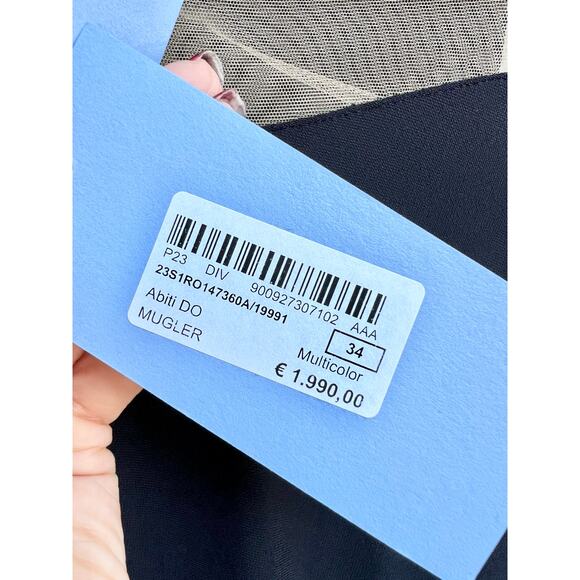 P23 DIV 900927307102 AAA
23S1RO147360A/19991
Abiti DO 34
MUGLER Multicolor
€ 1.990,00